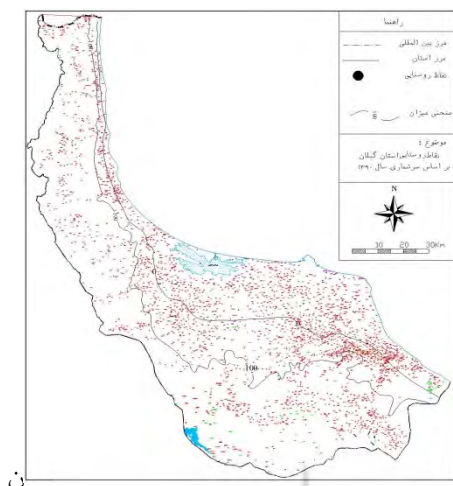 راهنما
مرز بین المللی
مرز استان
نقاط روستایی
منحنی میزان
موضوع :
نقاط روستایی استان گیلان
بر اساس سرشماری سال ۱۳۹۰
N
10 20 30Km
100
ن